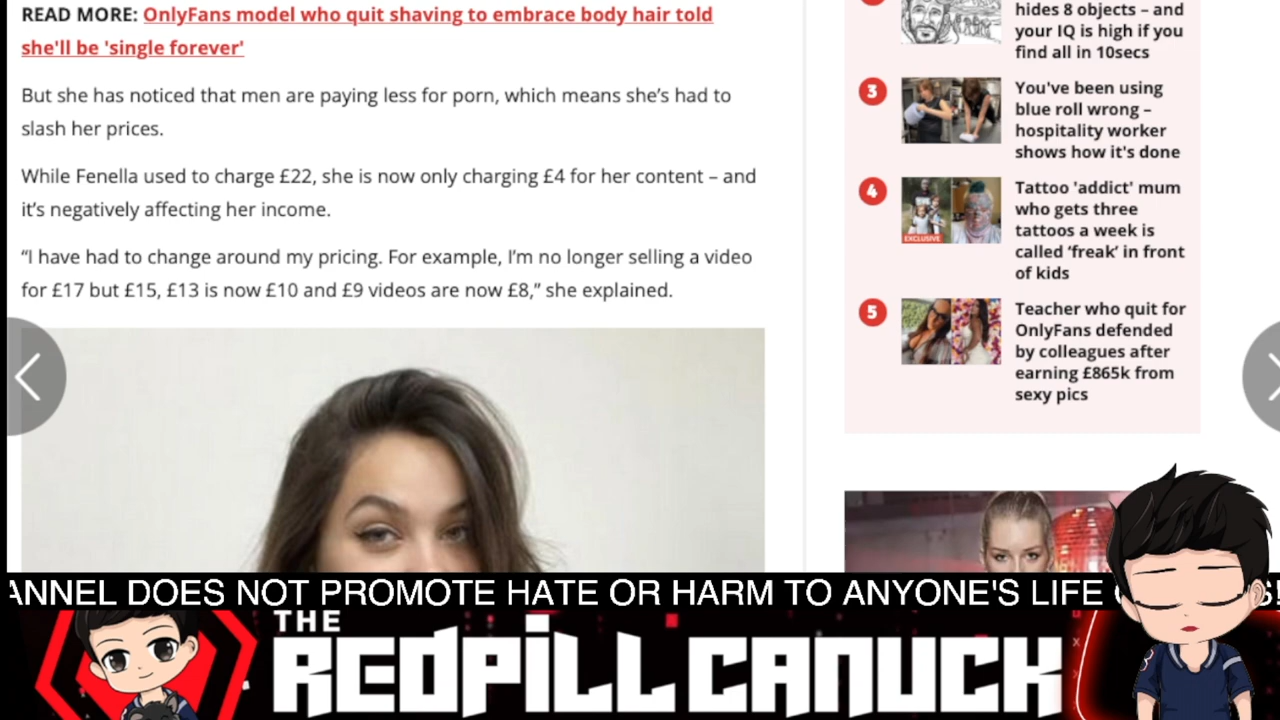 READ MORE: OnlyFans model who quit shaving to embrace body hair told
she'll be 'single forever'
But she has noticed that men are paying less for porn, which means she’s had to
slash her prices.
While Fenella used to charge £22, she is now only charging £4 for her content – and
it’s negatively affecting her income.
“I have had to change around my pricing. For example, I’m no longer selling a video
for £17 but £15, £13 is now £10 and £9 videos are now £8,” she explained.
hides 8 objects – and
your IQ is high if you
find all in 10secs
3
You've been using
blue roll wrong –
hospitality worker
shows how it's done
4
EXCLUSIVE
Tattoo 'addict' mum
who gets three
tattoos a week is
called ‘freak’ in front
of kids
5
Teacher who quit for
OnlyFans defended
by colleagues after
earning £865k from
sexy pics
ANNEL DOES NOT PROMOTE HATE OR HARM TO ANYONE'S LIFE
THE
REDPILL CANUCK